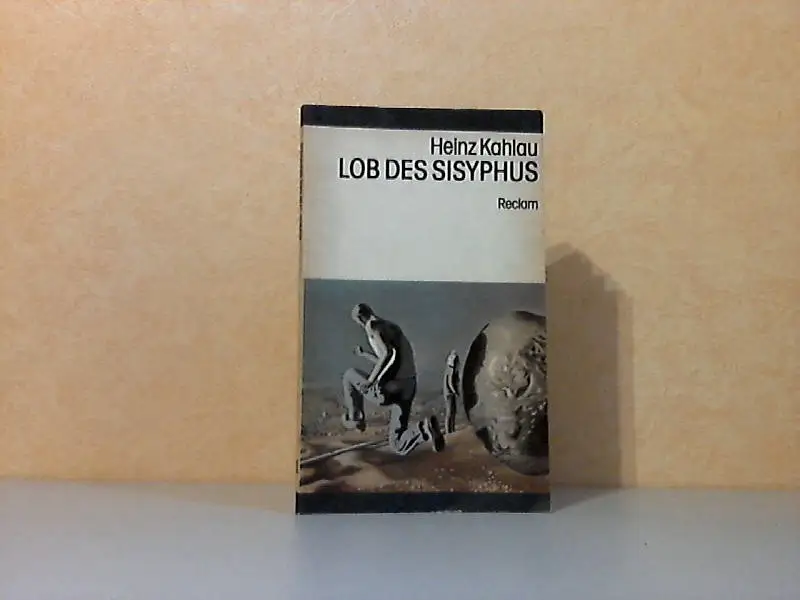 Heinz Kahlau
LOB DES SISYPHUS
Reclam